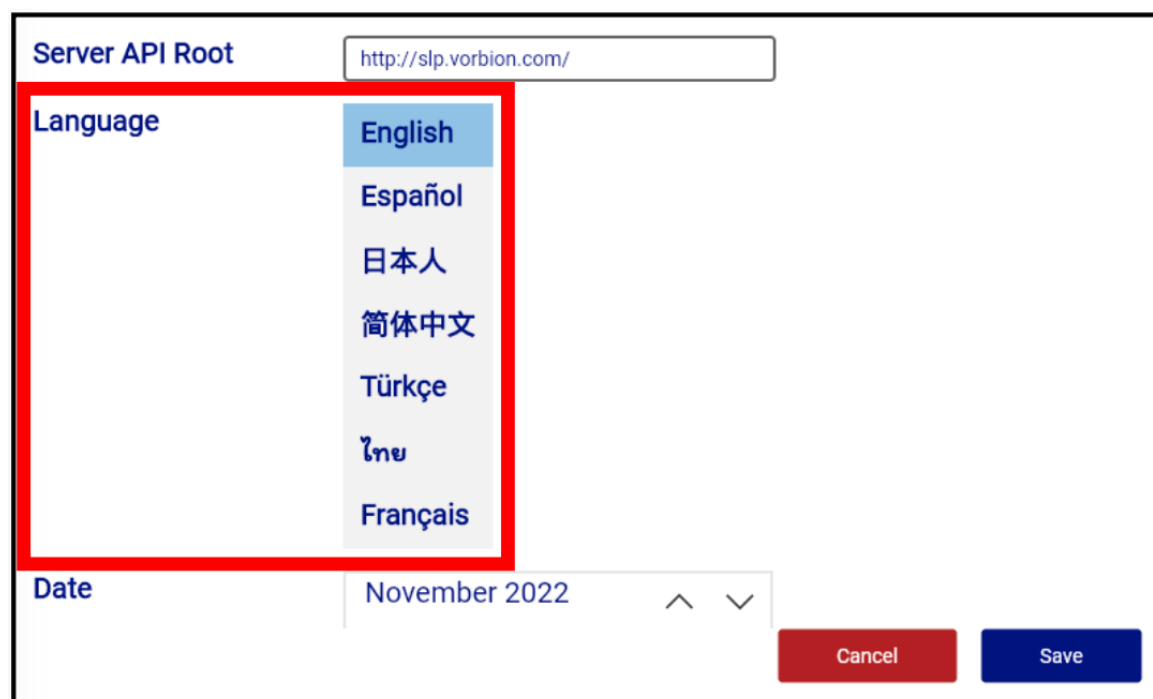 Server API Root
http://slp.vorbion.com/
Language
English
Español
日本人
简体中文
Türkçe
ไทย
Français
Date
November 2022
Cancel
Save